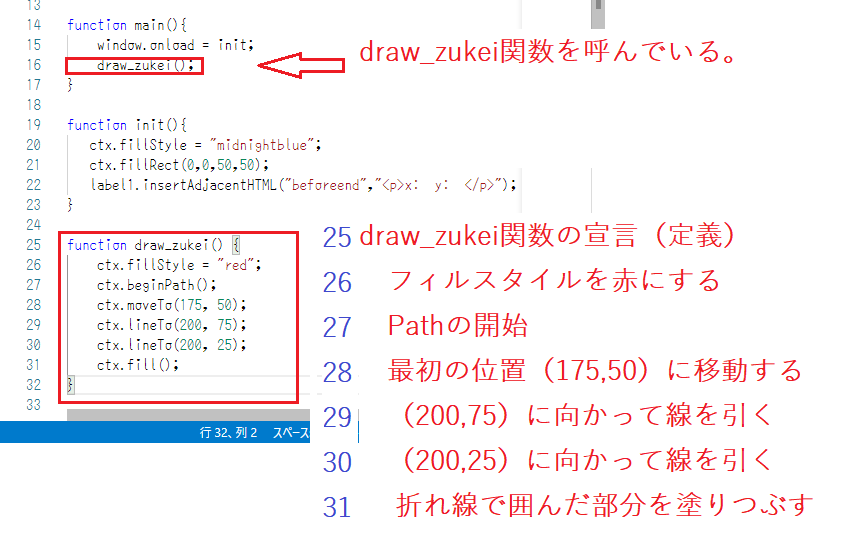 13
14 function main(){
15 window.onload = init;
16 draw_zukei();
draw_zukei関数を呼んでいる。
17 }
18
19 function init(){
20 ctx.fillStyle = "midnightblue";
21 ctx.fillRect(0,0,50,50);
22 label1.insertAdjacentHTML("beforeend","<p>x: y: </p>");
23 }
24
25 function draw_zukei() {
26 ctx.fillStyle = "red";
27 ctx.beginPath();
28 ctx.moveTo(175, 50);
29 ctx.lineTo(200, 75);
30 ctx.lineTo(200, 25);
31 ctx.fill();
32 }
33
行 32、列 2 スペース
25 draw_zukei関数の宣言（定義）
26 フィルスタイルを赤にする
27 Pathの開始
28 最初の位置（175,50）に移動する
29 （200,75）に向かって線を引く
30 （200,25）に向かって線を引く
31 折れ線で囲んだ部分を塗りつぶす